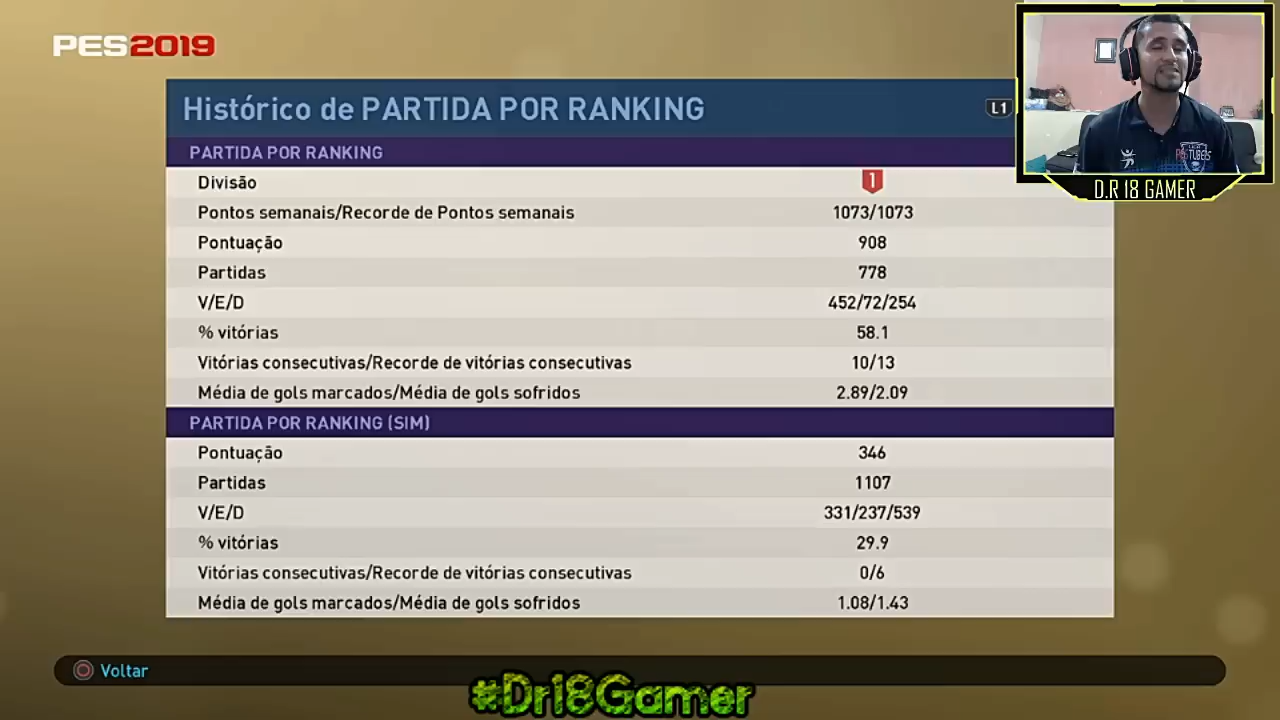 PES2019
Histórico de PARTIDA POR RANKING
L1
PARTIDA POR RANKING
Divisão 1
Pontos semanais/Recorde de Pontos semanais 1073/1073
Pontuação 908
Partidas 778
V/E/D 452/72/254
% vitórias 58.1
Vitórias consecutivas/Recorde de vitórias consecutivas 10/13
Média de gols marcados/Média de gols sofridos 2.89/2.09
PARTIDA POR RANKING (SIM)
Pontuação 346
Partidas 1107
V/E/D 331/237/539
% vitórias 29.9
Vitórias consecutivas/Recorde de vitórias consecutivas 0/6
Média de gols marcados/Média de gols sofridos 1.08/1.43
Voltar
#Dr18Gamer
D.R 18 GAMER